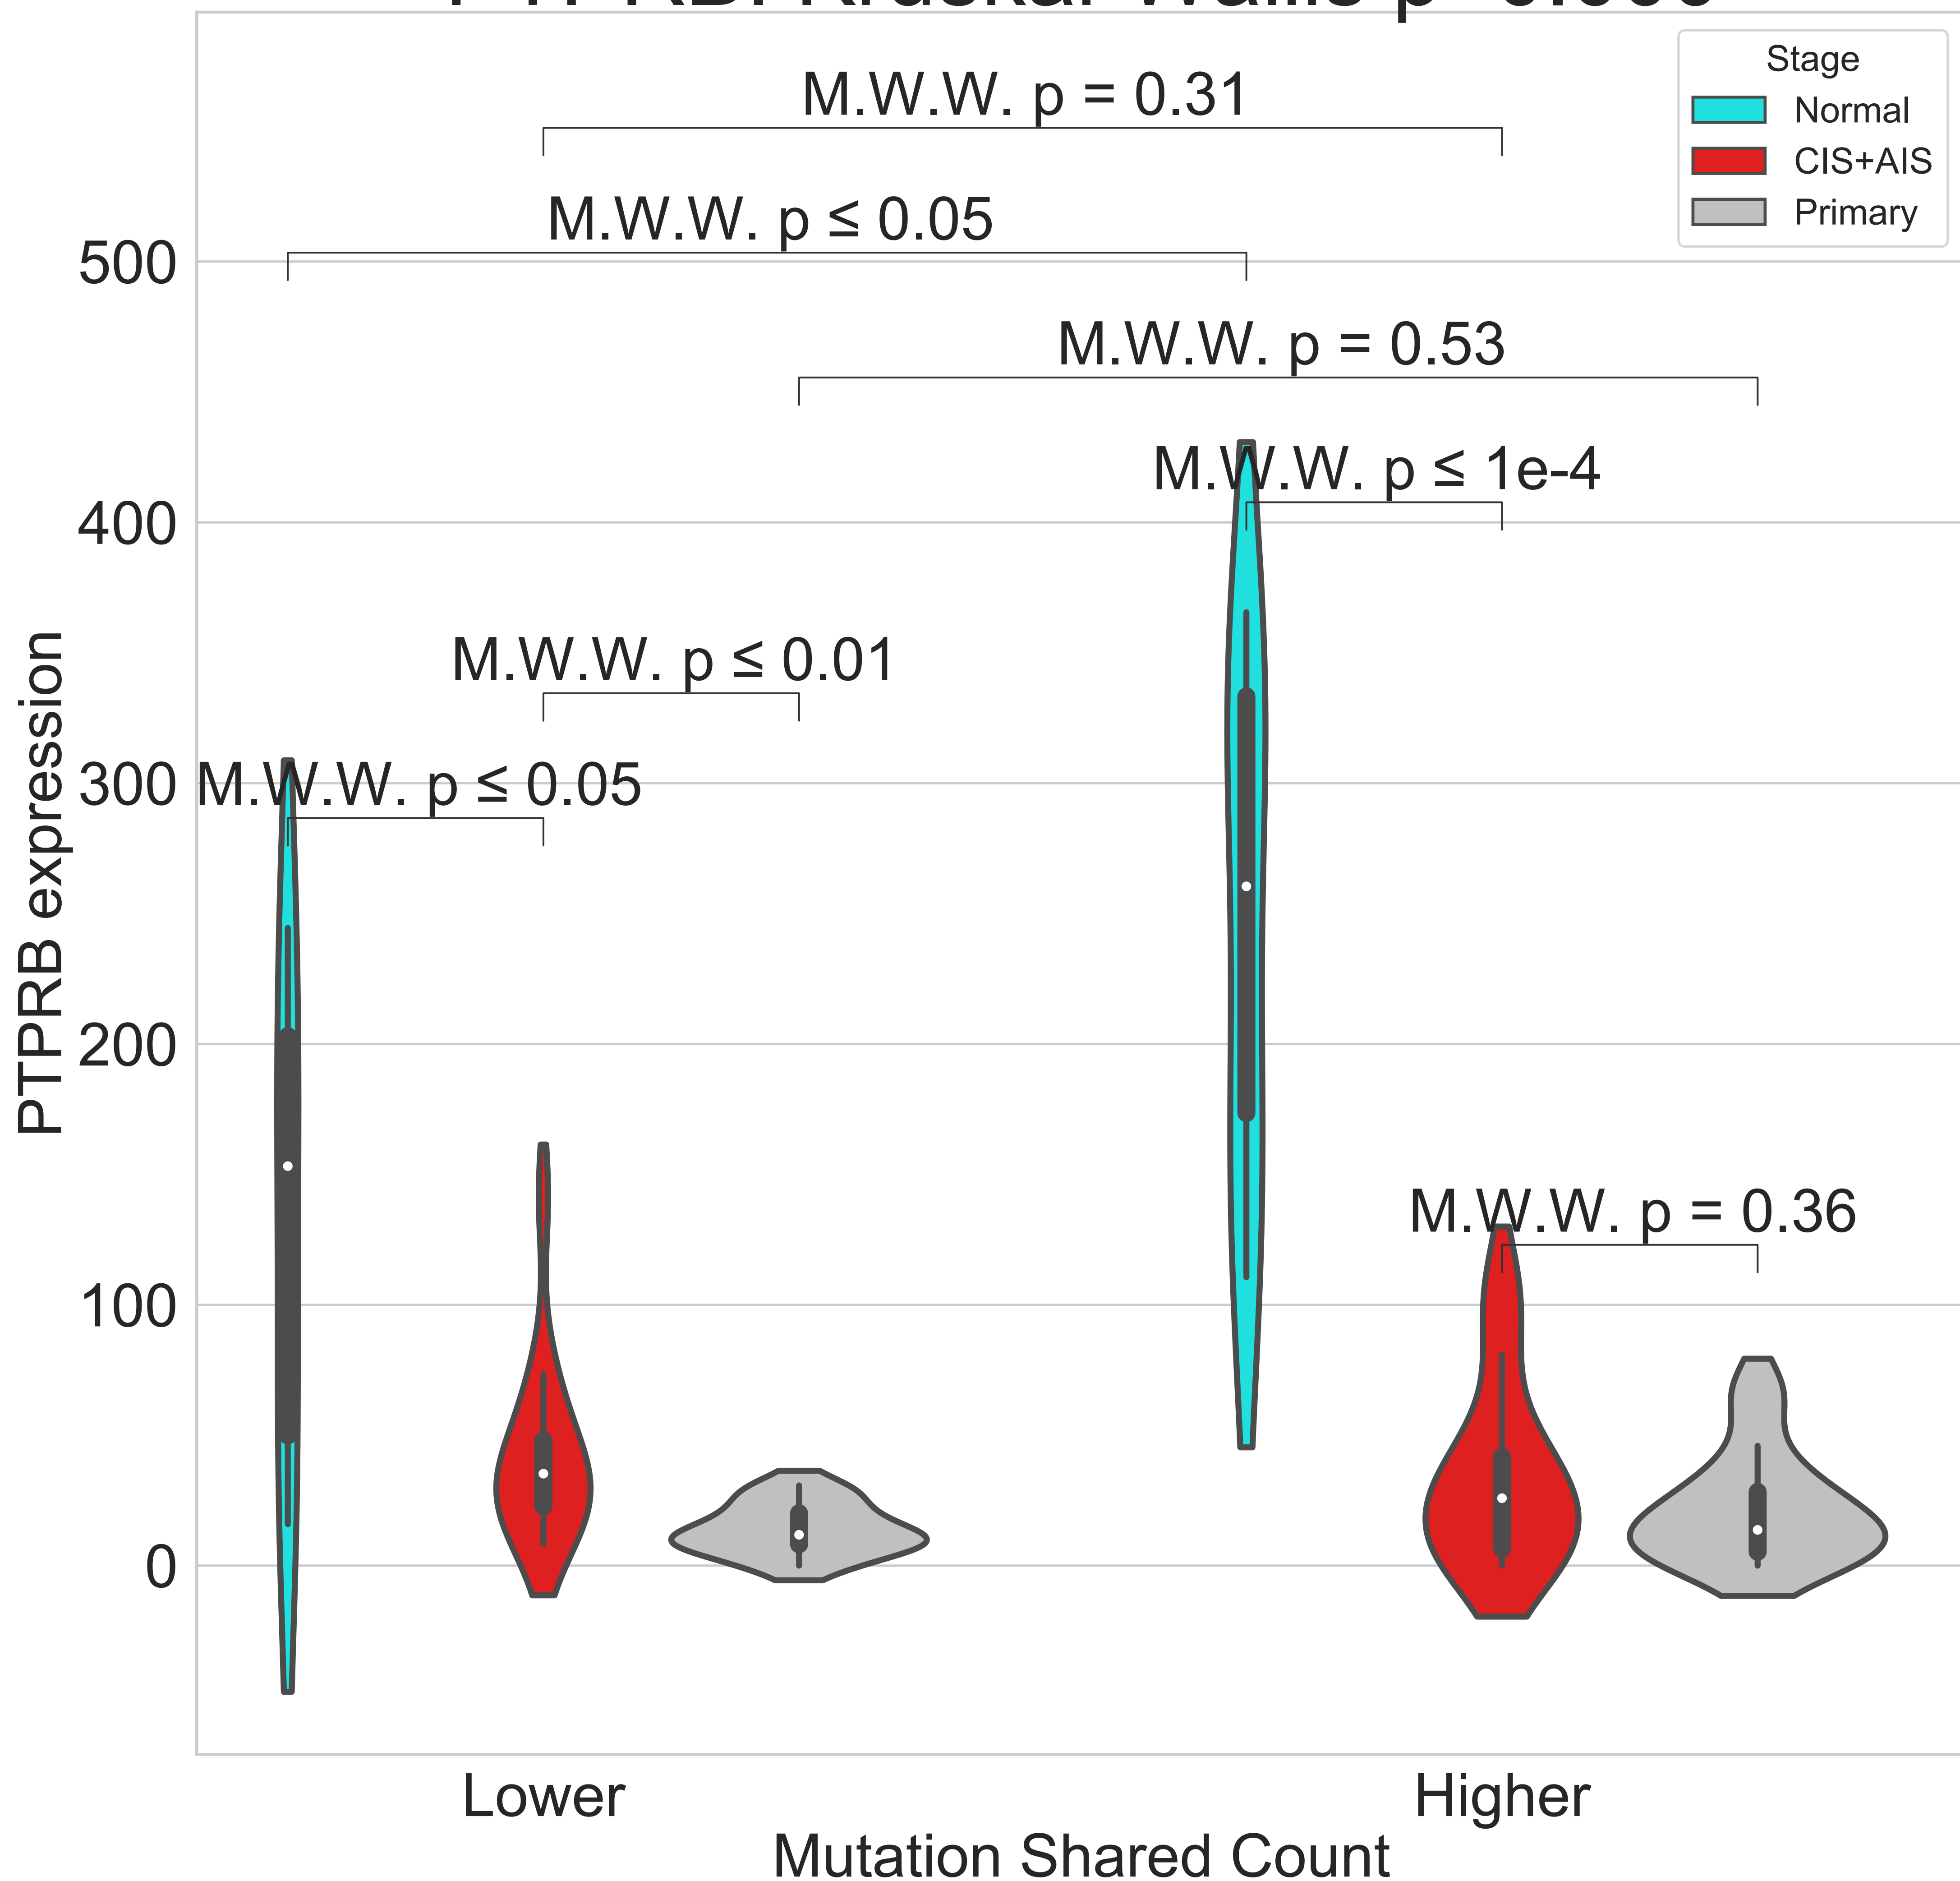 Stage
Normal
CIS+AIS
Primary
M.W.W. p = 0.31
M.W.W. p ≤ 0.05
M.W.W. p = 0.53
M.W.W. p ≤ 1e-4
M.W.W. p ≤ 0.01
M.W.W. p ≤ 0.05
M.W.W. p = 0.36
PTPRB expression
500
400
300
200
100
0
Lower
Higher
Mutation Shared Count